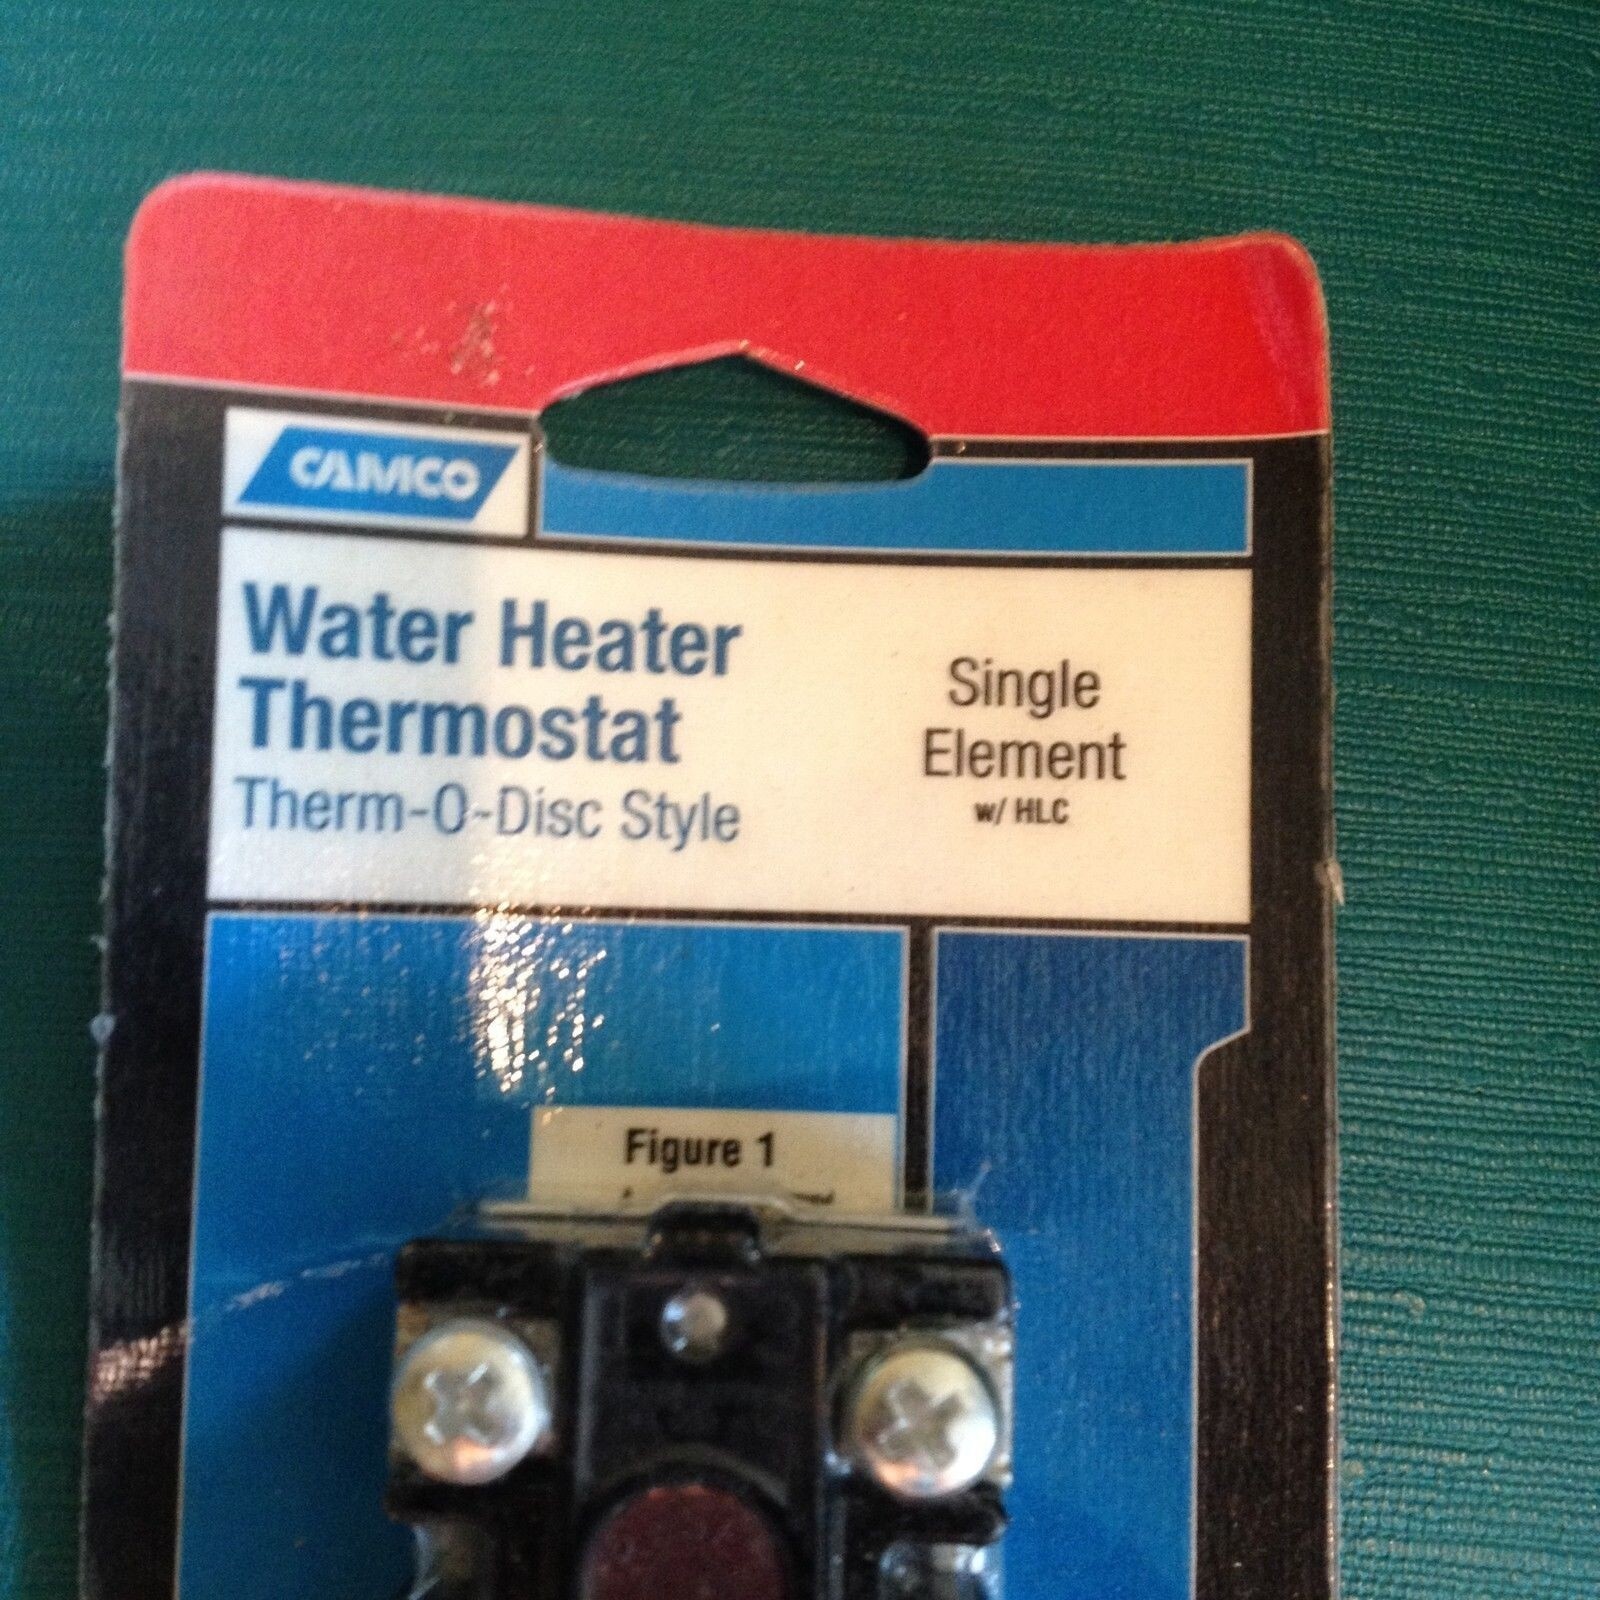 CAMCO
Water Heater
Thermostat
Therm-O-Disc Style
Single
Element
w/ HLC
Figure 1